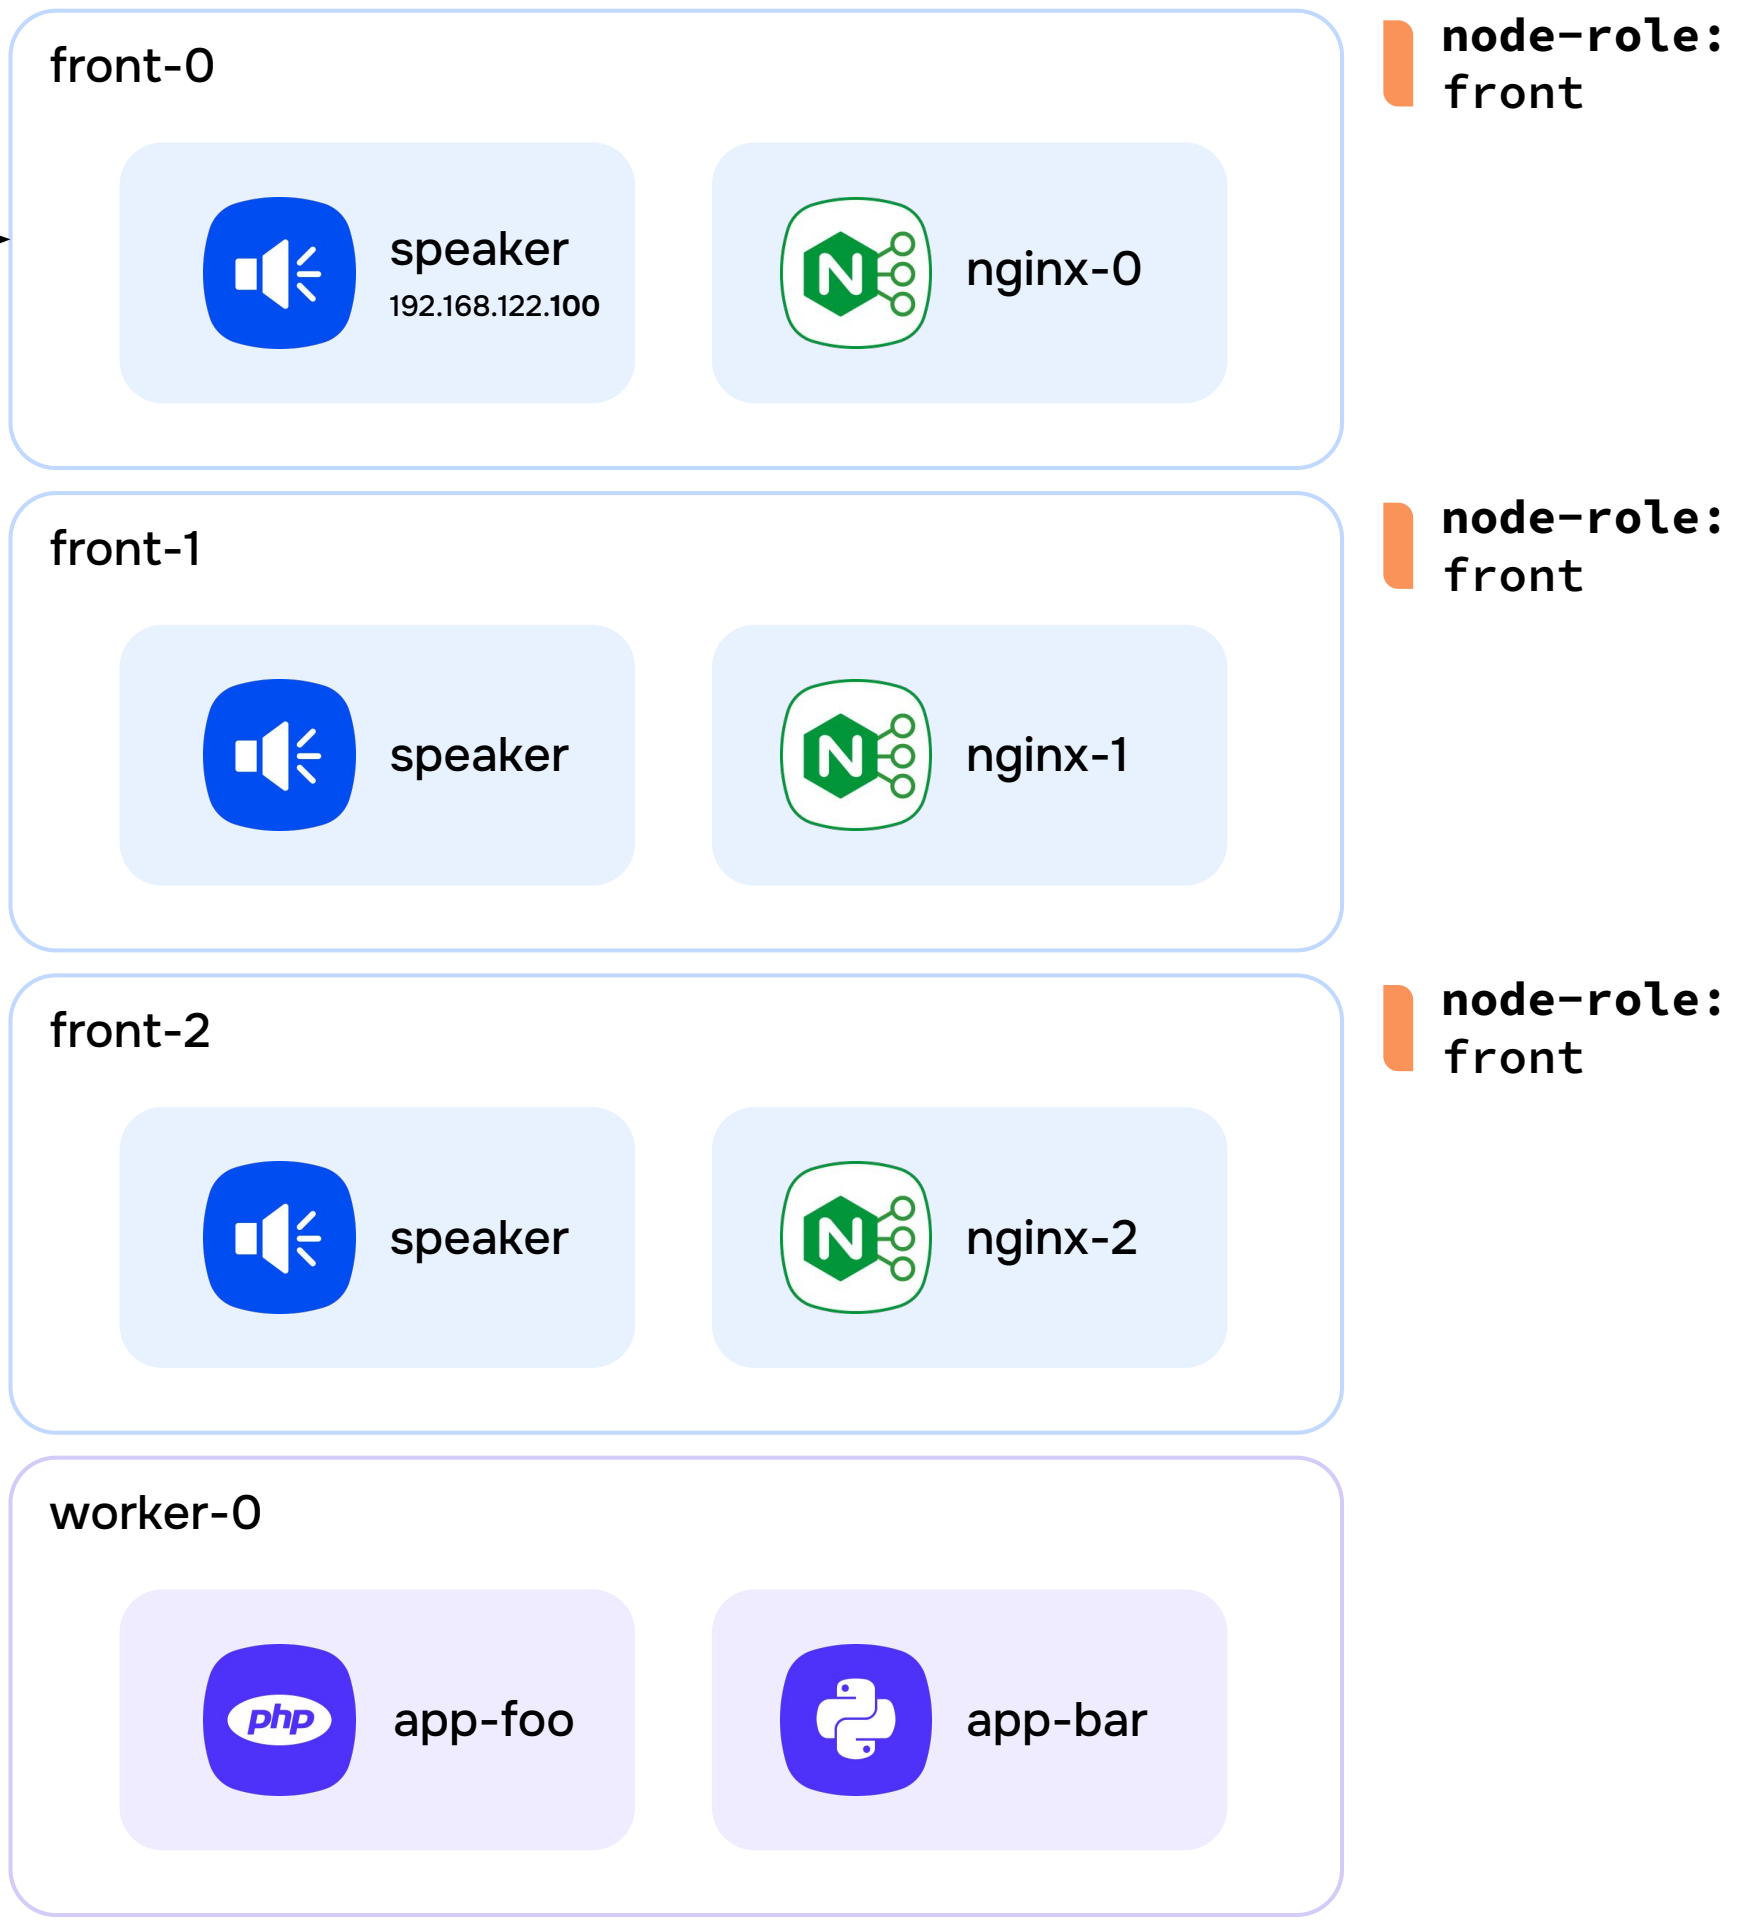 front-0
node-role:
front
speaker
192.168.122.100
nginx-0
front-1
node-role:
front
speaker
nginx-1
front-2
node-role:
front
speaker
nginx-2
worker-0
php
app-foo
app-bar